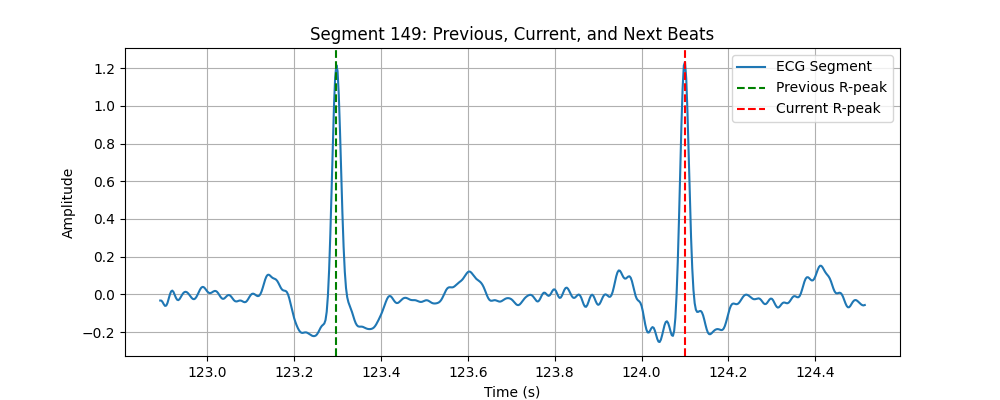 Segment 149: Previous, Current, and Next Beats
ECG Segment
Previous R-peak
Current R-peak
Amplitude
1.2
1.0
0.8
0.6
0.4
0.2
0.0
−0.2
123.0 123.2 123.4 123.6 123.8 124.0 124.2 124.4
Time (s)